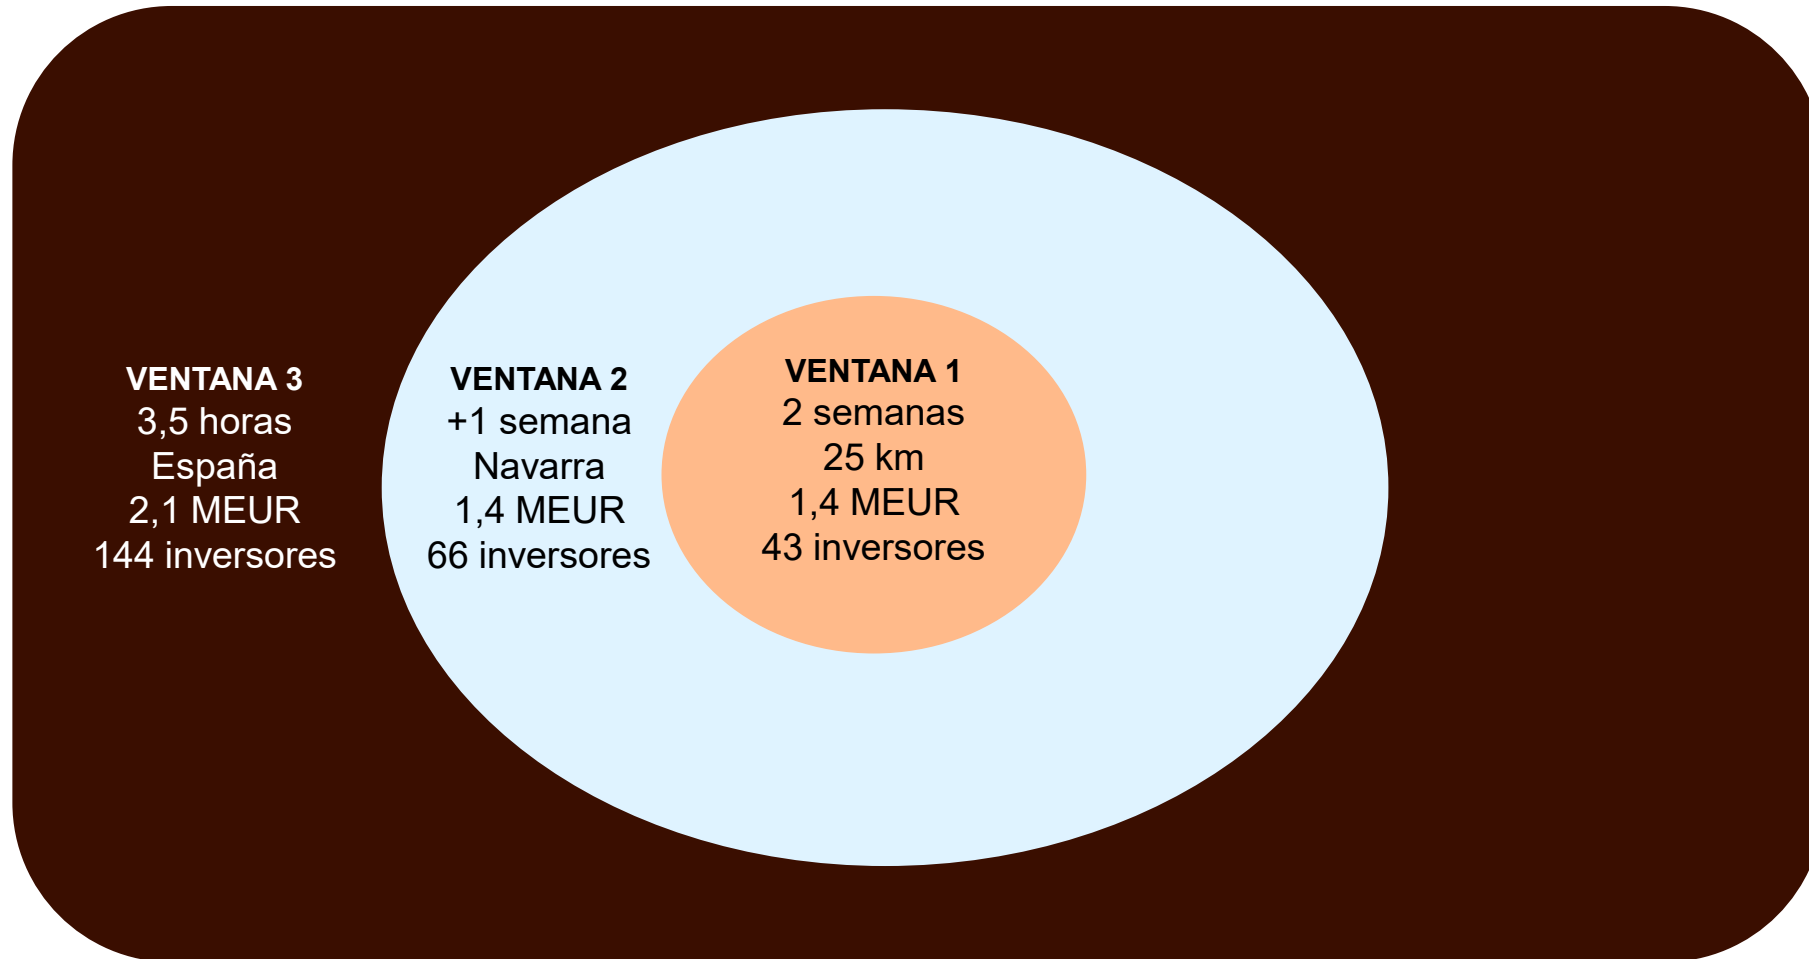 VENTANA 3
3,5 horas
España
2,1 MEUR
144 inversores
VENTANA 2
+1 semana
Navarra
1,4 MEUR
66 inversores
VENTANA 1
2 semanas
25 km
1,4 MEUR
43 inversores